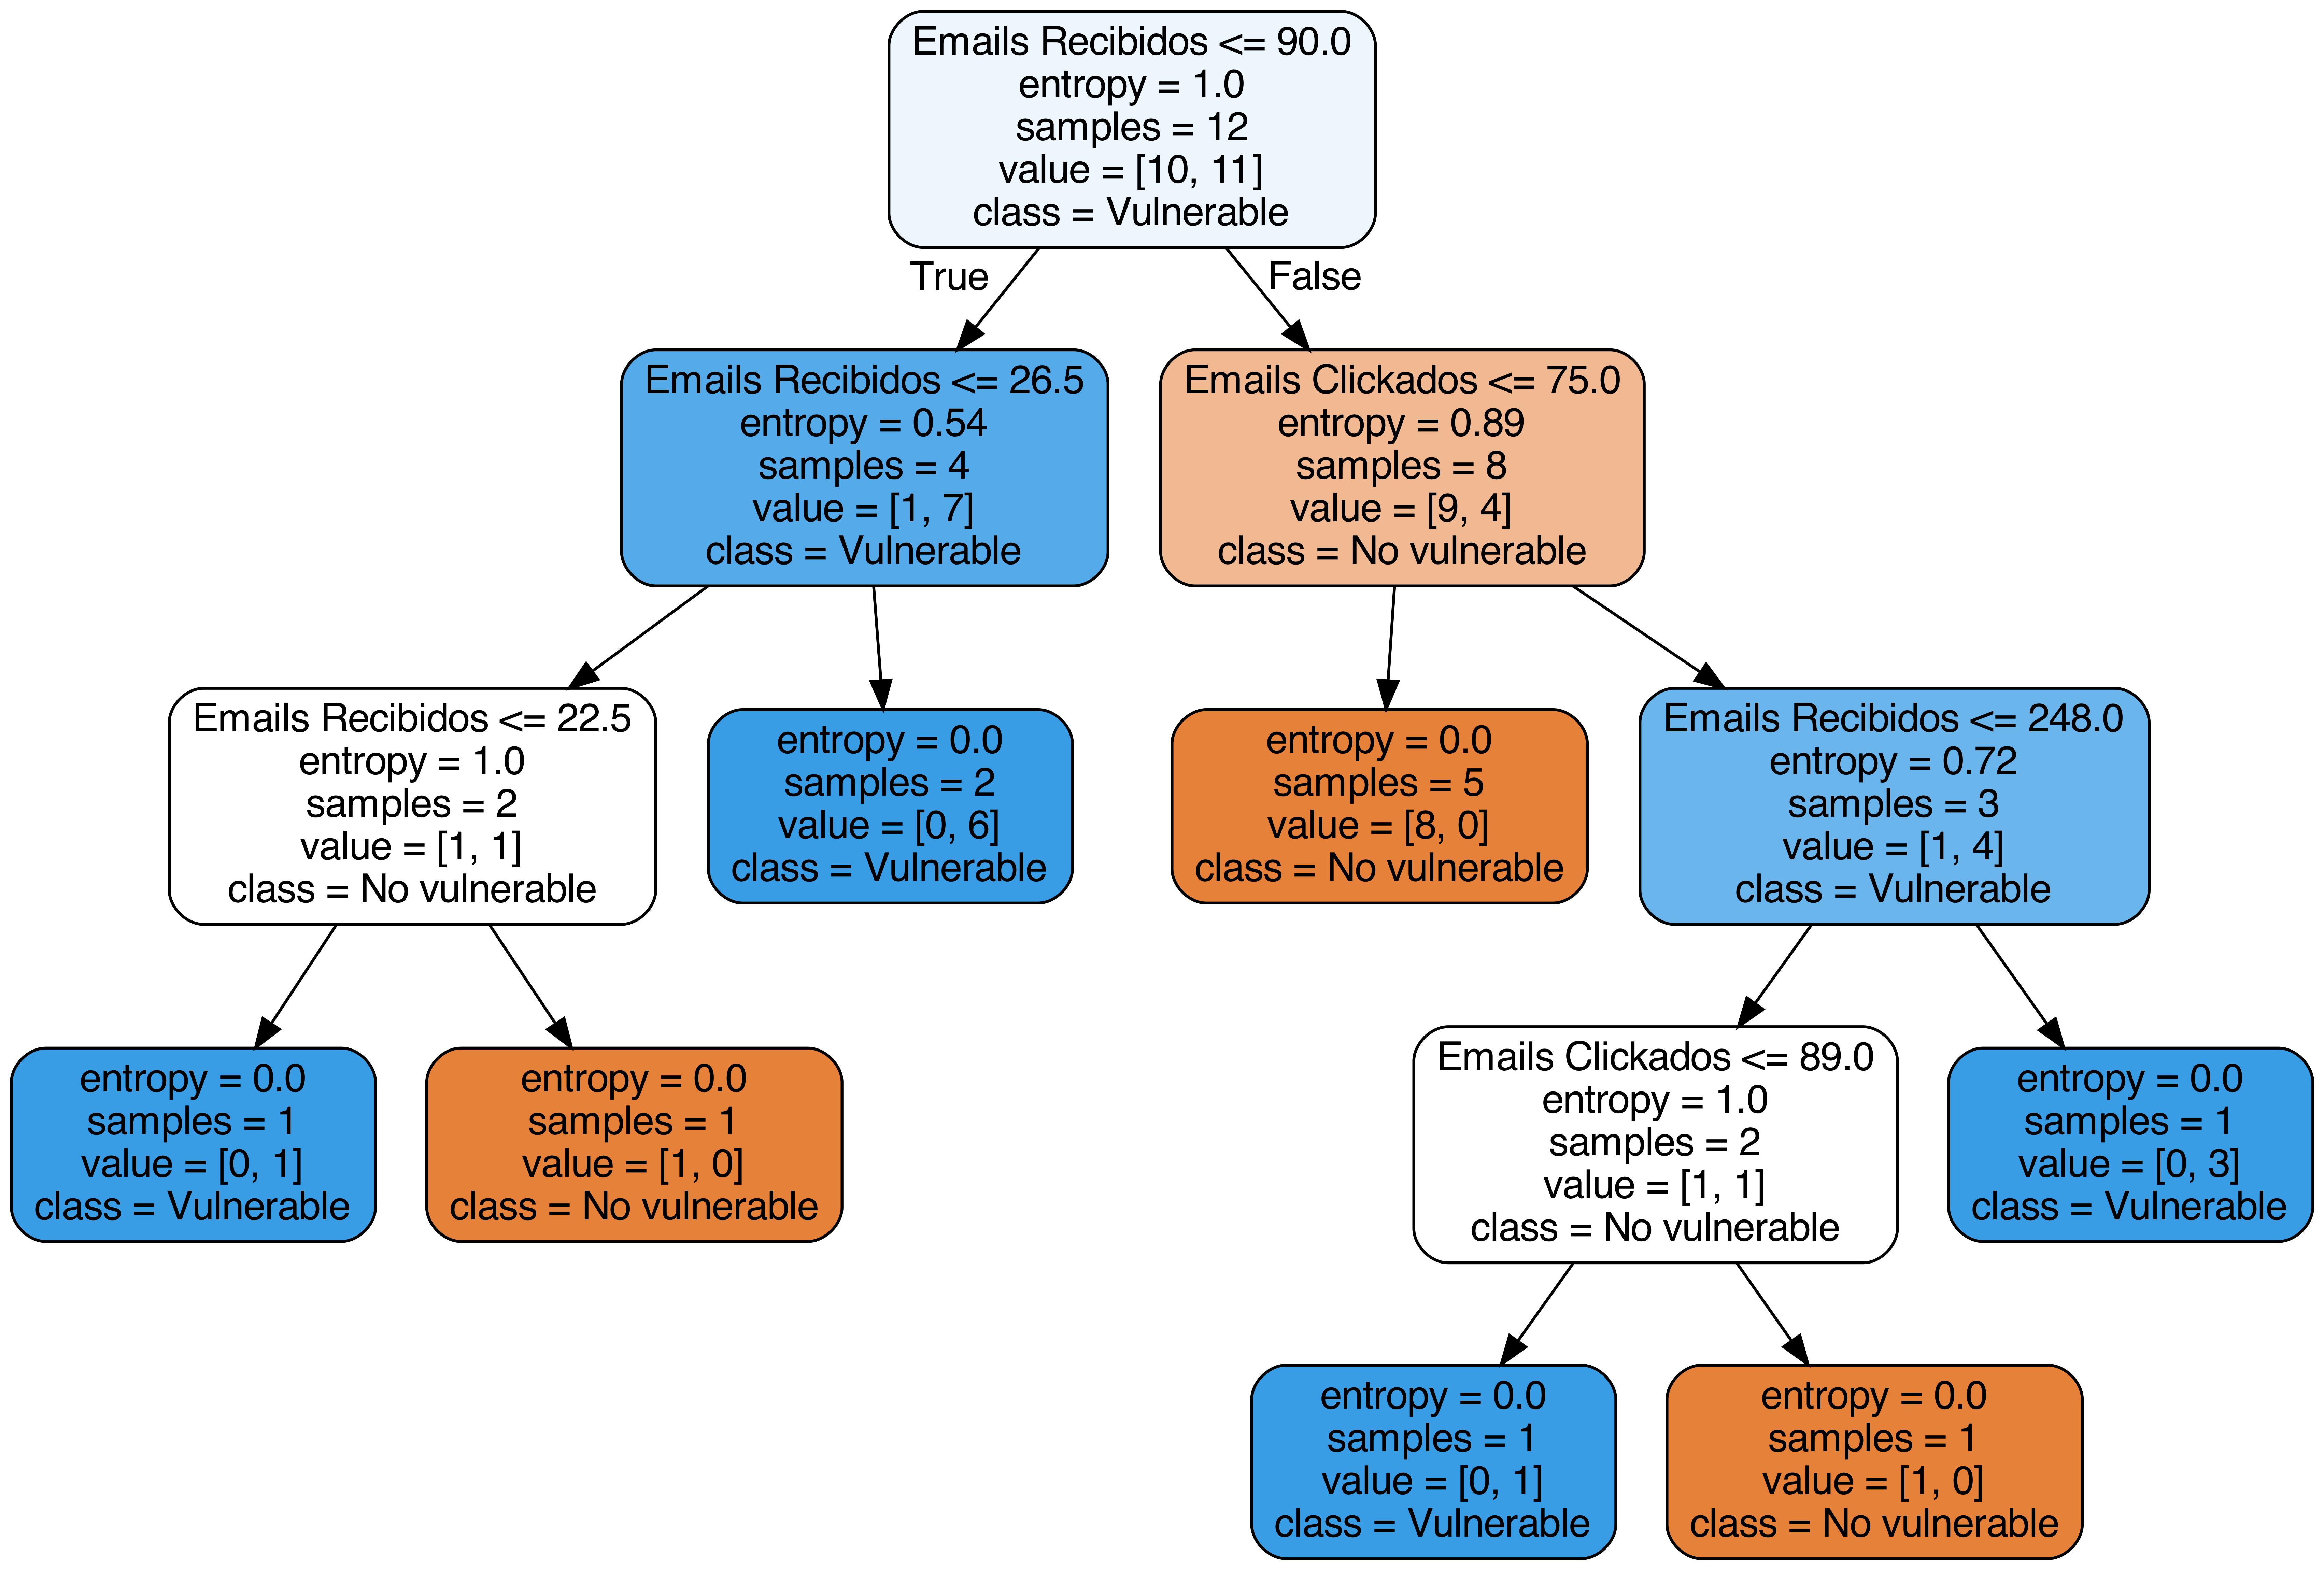 Emails Recibidos <= 90.0
entropy = 1.0
samples = 12
value = [10, 11]
class = Vulnerable
True
False
Emails Recibidos <= 26.5
entropy = 0.54
samples = 4
value = [1, 7]
class = Vulnerable
Emails Clickados <= 75.0
entropy = 0.89
samples = 8
value = [9, 4]
class = No vulnerable
Emails Recibidos <= 22.5
entropy = 1.0
samples = 2
value = [1, 1]
class = No vulnerable
entropy = 0.0
samples = 2
value = [0, 6]
class = Vulnerable
entropy = 0.0
samples = 5
value = [8, 0]
class = No vulnerable
Emails Recibidos <= 248.0
entropy = 0.72
samples = 3
value = [1, 4]
class = Vulnerable
entropy = 0.0
samples = 1
value = [0, 1]
class = Vulnerable
entropy = 0.0
samples = 1
value = [1, 0]
class = No vulnerable
Emails Clickados <= 89.0
entropy = 1.0
samples = 2
value = [1, 1]
class = No vulnerable
entropy = 0.0
samples = 1
value = [0, 3]
class = Vulnerable
entropy = 0.0
samples = 1
value = [0, 1]
class = Vulnerable
entropy = 0.0
samples = 1
value = [1, 0]
class = No vulnerable